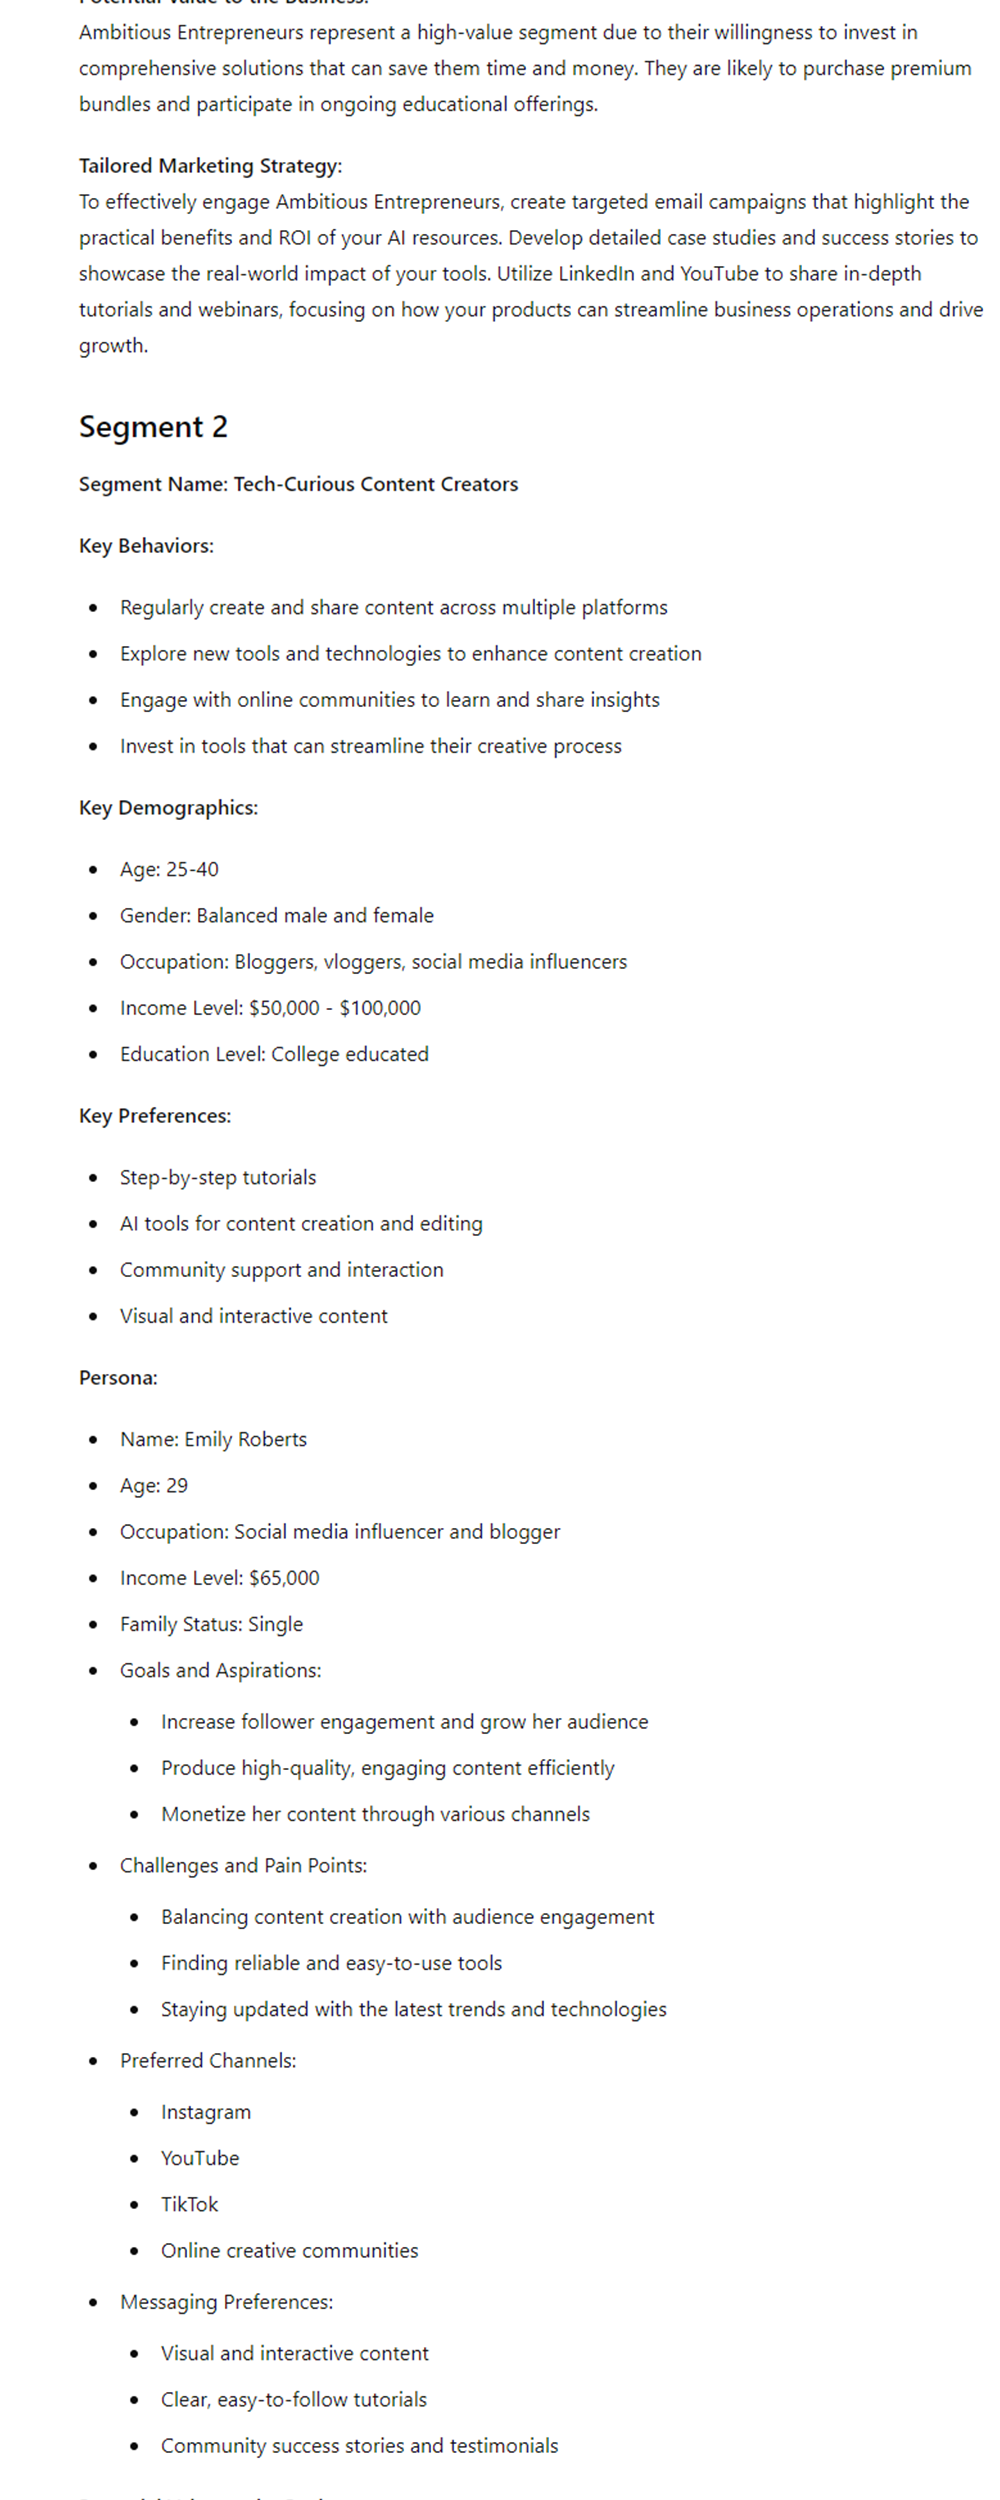 Potential Value to the Business:
Ambitious Entrepreneurs represent a high-value segment due to their willingness to invest in
comprehensive solutions that can save them time and money. They are likely to purchase premium
bundles and participate in ongoing educational offerings.
Tailored Marketing Strategy:
To effectively engage Ambitious Entrepreneurs, create targeted email campaigns that highlight the
practical benefits and ROI of your AI resources. Develop detailed case studies and success stories to
showcase the real-world impact of your tools. Utilize LinkedIn and YouTube to share in-depth
tutorials and webinars, focusing on how your products can streamline business operations and drive
growth.
Segment 2
Segment Name: Tech-Curious Content Creators
Key Behaviors:
• Regularly create and share content across multiple platforms
• Explore new tools and technologies to enhance content creation
• Engage with online communities to learn and share insights
• Invest in tools that can streamline their creative process
Key Demographics:
• Age: 25-40
• Gender: Balanced male and female
• Occupation: Bloggers, vloggers, social media influencers
• Income Level: $50,000 - $100,000
• Education Level: College educated
Key Preferences:
• Step-by-step tutorials
• AI tools for content creation and editing
• Community support and interaction
• Visual and interactive content
Persona:
• Name: Emily Roberts
• Age: 29
• Occupation: Social media influencer and blogger
• Income Level: $65,000
• Family Status: Single
• Goals and Aspirations:
• Increase follower engagement and grow her audience
• Produce high-quality, engaging content efficiently
• Monetize her content through various channels
• Challenges and Pain Points:
• Balancing content creation with audience engagement
• Finding reliable and easy-to-use tools
• Staying updated with the latest trends and technologies
• Preferred Channels:
• Instagram
• YouTube
• TikTok
• Online creative communities
• Messaging Preferences:
• Visual and interactive content
• Clear, easy-to-follow tutorials
• Community success stories and testimonials